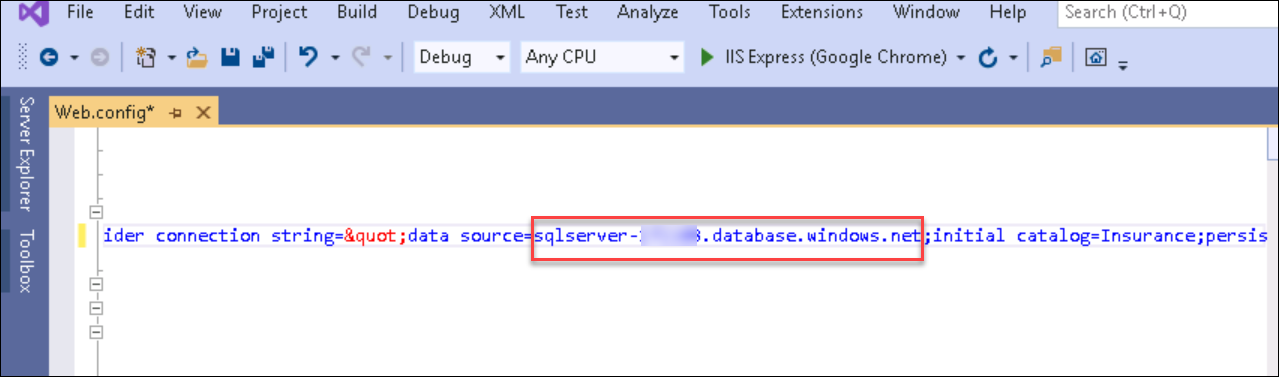 File Edit View Project Build Debug XML Test Analyze Tools Extensions Window Help Search (Ctrl+Q)
Debug Any CPU IIS Express (Google Chrome)
Server Explorer
Toolbox
Web.config*
ider connection string=&quot;data source=sqlserver- .database.windows.net;initial catalog=Insurance;persis